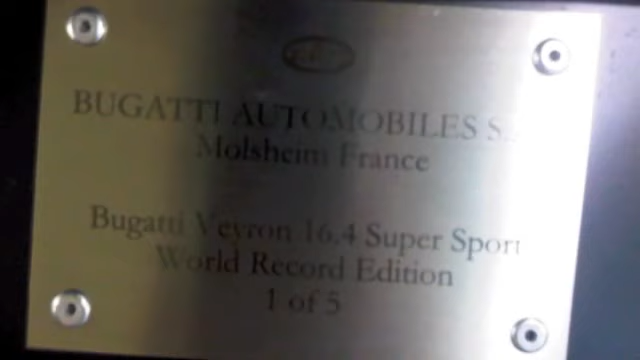 BUGATTI AUTOMOBILES S.
Molsheim France
Bugatti Veyron 16.4 Super Sport
World Record Edition
1 of 5